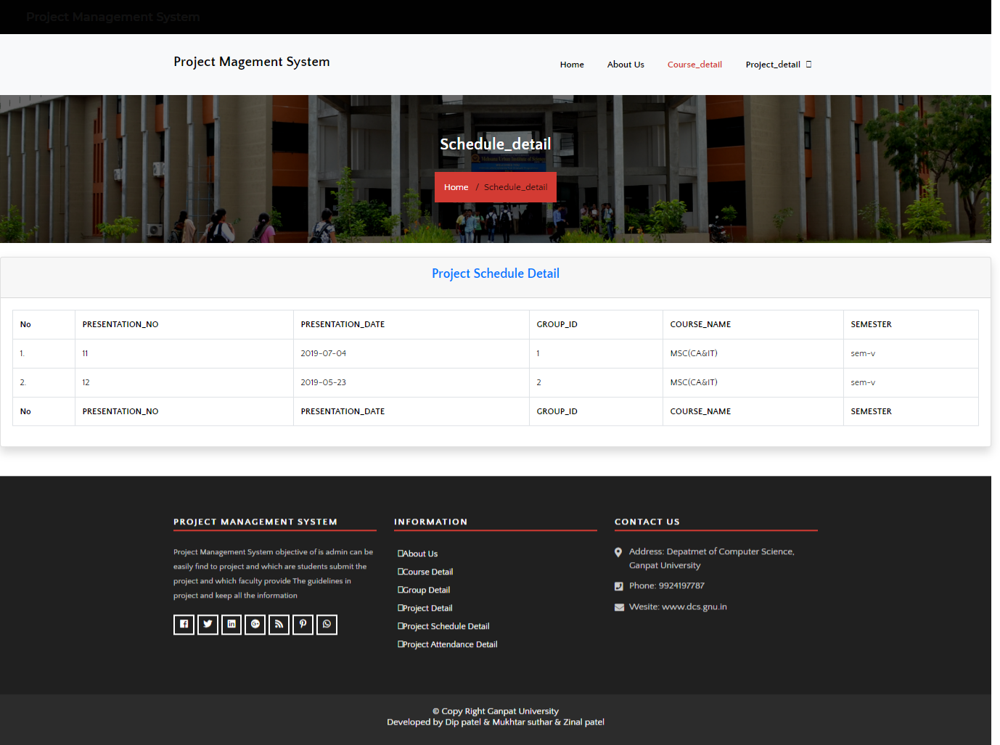 Project Management System
Project Magement System
Home About Us Course_detail Project_detail
Schedule_detail
Mehsana Urban Institute of Sciences
Home / Schedule_detail
Project Schedule Detail
No PRESENTATION_NO PRESENTATION_DATE GROUP_ID COURSE_NAME SEMESTER
1. 11 2019-07-04 1 MSC(CA&IT) sem-v
2. 12 2019-05-23 2 MSC(CA&IT) sem-v
No PRESENTATION_NO PRESENTATION_DATE GROUP_ID COURSE_NAME SEMESTER
PROJECT MANAGEMENT SYSTEM
Project Management System objective of is admin can be
easily find to project and which are students submit the
project and which faculty provide The guidelines in
project and keep all the information
INFORMATION
About Us
Course Detail
Group Detail
Project Detail
Project Schedule Detail
Project Attendance Detail
CONTACT US
Address: Depatmet of Computer Science,
Ganpat University
Phone: 9924197787
Wesite: www.dcs.gnu.in
© Copy Right Ganpat University
Developed by Dip patel & Mukhtar suthar & Zinal patel